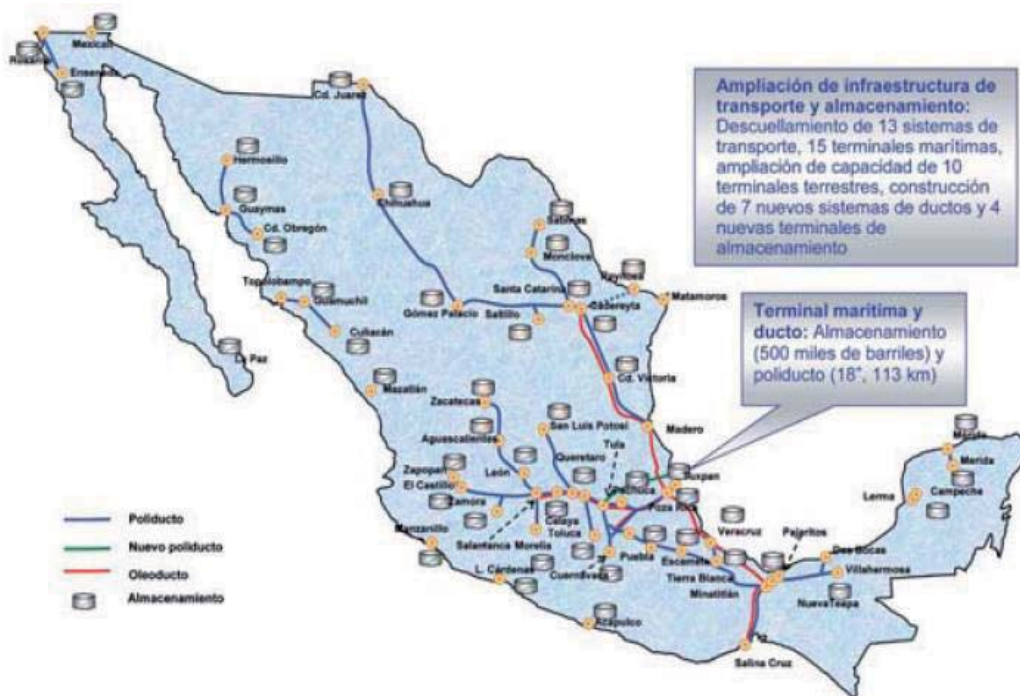 Mexicali
Rosarito
Ensenada
Cd. Juarez
Ampliación de infraestructura de
transporte y almacenamiento:
Descuellamiento de 13 sistemas de
transporte, 15 terminales marítimas,
ampliación de capacidad de 10
terminales terrestres, construcción
de 7 nuevos sistemas de ductos y 4
nuevas terminales de
almacenamiento
Hermosillo
Chihuahua
Guaymas
Cd. Obregón
Sabinas
Monclova
Reynosa
Santa Catarina
Topolobampo
Guamuchil
Gómez Palacio
Saltillo
Cadereyta
Matamoros
Terminal marítima y
ducto: Almacenamiento
(500 miles de barriles) y
poliducto (18", 113 km)
Culiacán
La Paz
Cd. Victoria
Mazatlán
Zacatecas
San Luis Potosí
Madero
Tula
Aguascalientes
Queretaro
Mérida
Merida
Zapopan
León
Tuxpan
El Castillo
Pachuca
Lerma
Campeche
Zamora
Poza Rica
Celaya
Veracruz
Pajaritos
Manzanillo
Toluca
Salamanca
Morelia
Puebla
Escamela
Dos Bocas
L. Cárdenas
Cuernavaca
Tierra Blanca
Villahermosa
Minatitlán
Nueva Teapa
Acapulco
Salina Cruz
Poliducto
Nuevo poliducto
Oleoducto
Almacenamiento